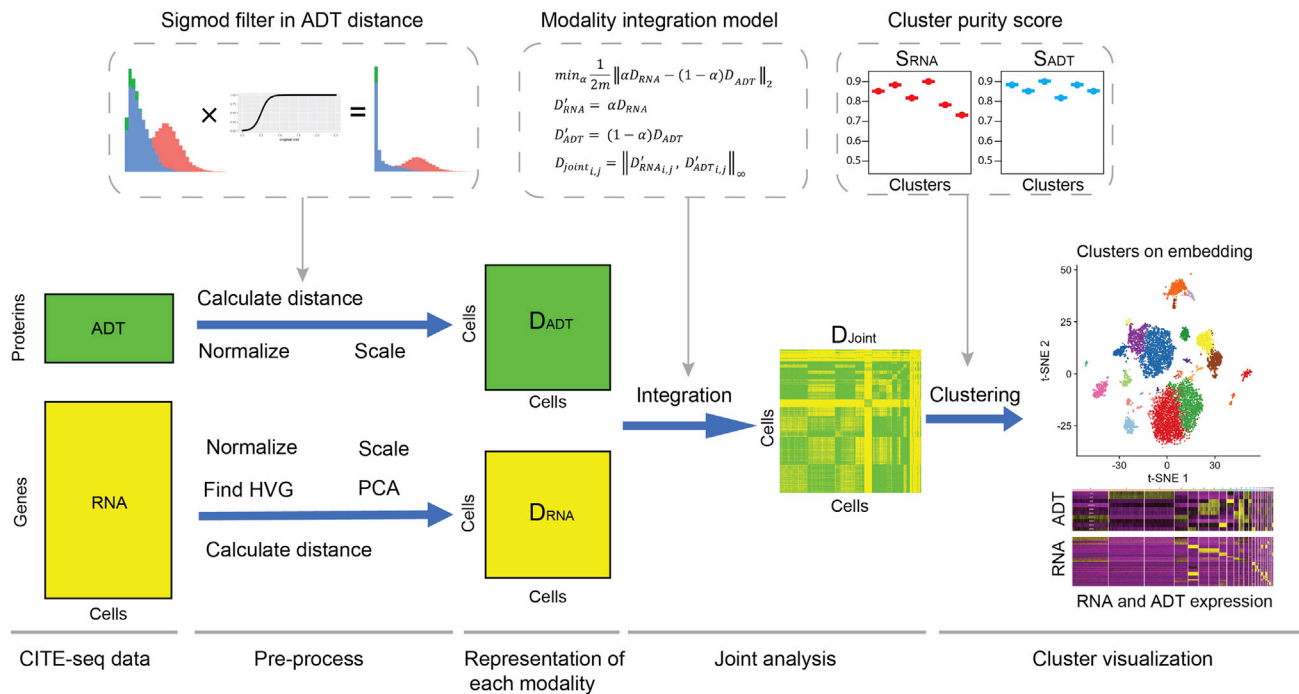 Sigmod filter in ADT distance
Modality integration model
Cluster purity score
×
=
original dist
min_α 1/2m ‖αD_RNA − (1 − α)D_ADT‖_2
D′_RNA = αD_RNA
D′_ADT = (1 − α)D_ADT
D_joint_i,j = ‖D′_RNA_i,j, D′_ADT_i,j‖_∞
SRNA
SADT
0.9
0.8
0.7
0.6
0.5
0.9
0.8
0.7
0.6
0.5
Clusters
Clusters
Proterins
ADT
Calculate distance
Normalize
Scale
Cells
DADT
Cells
Genes
RNA
Cells
Normalize
Scale
Find HVG
PCA
Calculate distance
Cells
DRNA
Cells
Integration
DJoint
Cells
Cells
Clustering
Clusters on embedding
50
25
0
-25
t-SNE 2
-30
0
30
t-SNE 1
ADT
RNA
RNA and ADT expression
CITE-seq data
Pre-process
Representation of
each modality
Joint analysis
Cluster visualization